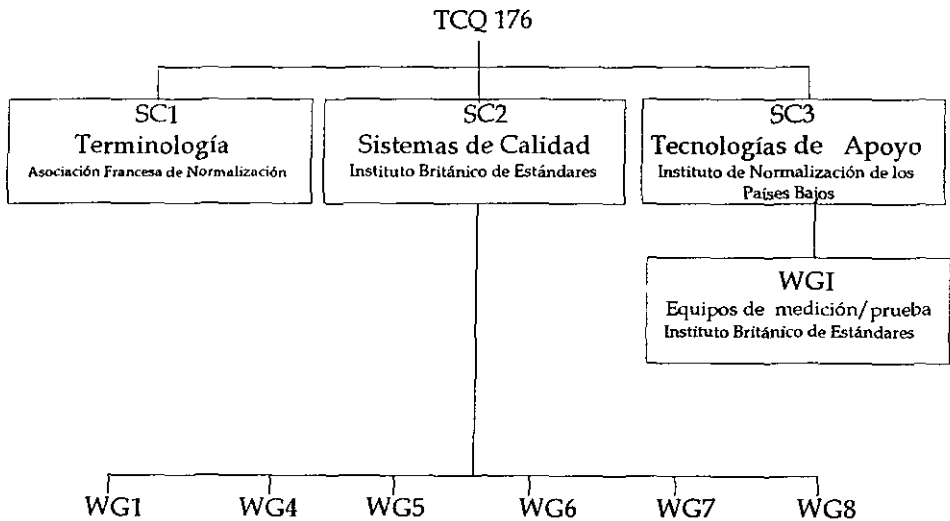 TCQ 176
SC1
Terminología
Asociación Francesa de Normalización
SC2
Sistemas de Calidad
Instituto Británico de Estándares
SC3
Tecnologías de Apoyo
Instituto de Normalización de los
Países Bajos
WGI
Equipos de medición/prueba
Instituto Británico de Estándares
WG1 WG4 WG5 WG6 WG7 WG8